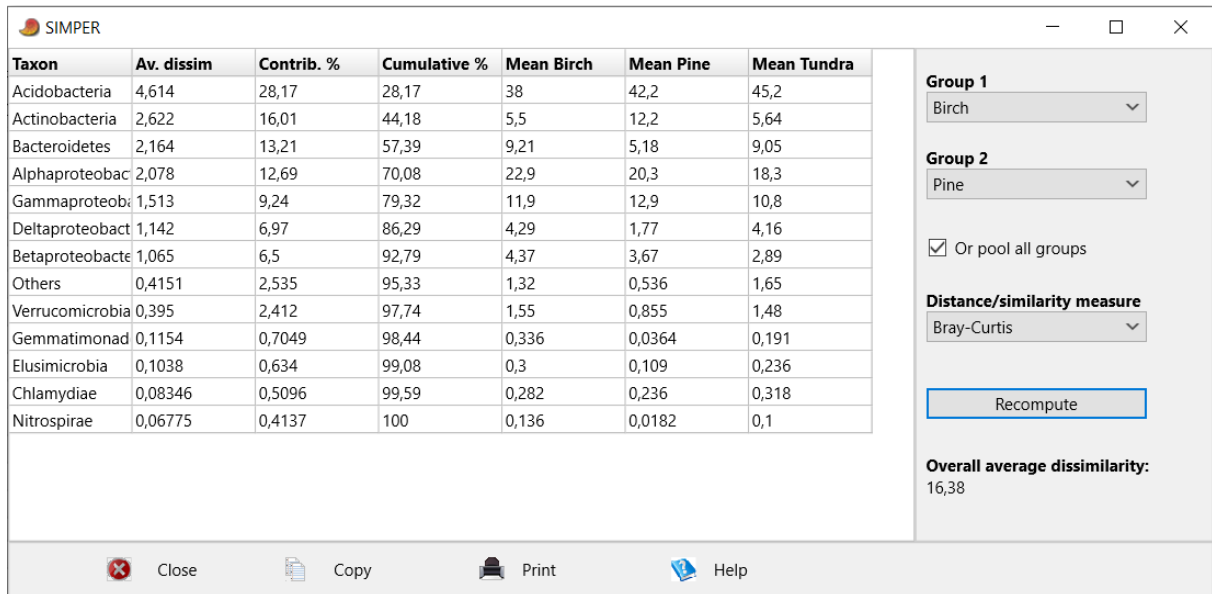 SIMPER
Taxon Av. dissim Contrib. % Cumulative % Mean Birch Mean Pine Mean Tundra
Acidobacteria 4,614 28,17 28,17 38 42,2 45,2
Actinobacteria 2,622 16,01 44,18 5,5 12,2 5,64
Bacteroidetes 2,164 13,21 57,39 9,21 5,18 9,05
Alphaproteobac 2,078 12,69 70,08 22,9 20,3 18,3
Gammaproteoba 1,513 9,24 79,32 11,9 12,9 10,8
Deltaproteobact 1,142 6,97 86,29 4,29 1,77 4,16
Betaproteobacte 1,065 6,5 92,79 4,37 3,67 2,89
Others 0,4151 2,535 95,33 1,32 0,536 1,65
Verrucomicrobia 0,395 2,412 97,74 1,55 0,855 1,48
Gemmatimonad 0,1154 0,7049 98,44 0,336 0,0364 0,191
Elusimicrobia 0,1038 0,634 99,08 0,3 0,109 0,236
Chlamydiae 0,08346 0,5096 99,59 0,282 0,236 0,318
Nitrospirae 0,06775 0,4137 100 0,136 0,0182 0,1
Group 1
Birch
Group 2
Pine
Or pool all groups
Distance/similarity measure
Bray-Curtis
Recompute
Overall average dissimilarity:
16,38
Close Copy Print Help